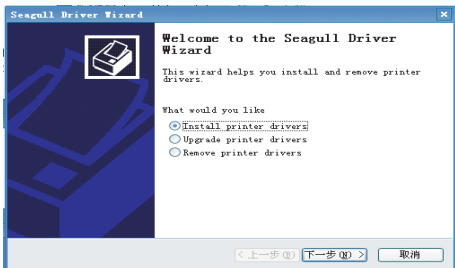 Seagull Driver Wizard
Welcome to the Seagull Driver
Wizard
This wizard helps you install and remove printer
drivers.
What would you like
Install printer drivers
Upgrade printer drivers
Remove printer drivers
< 上一步(B) 下一步(N) > 取消